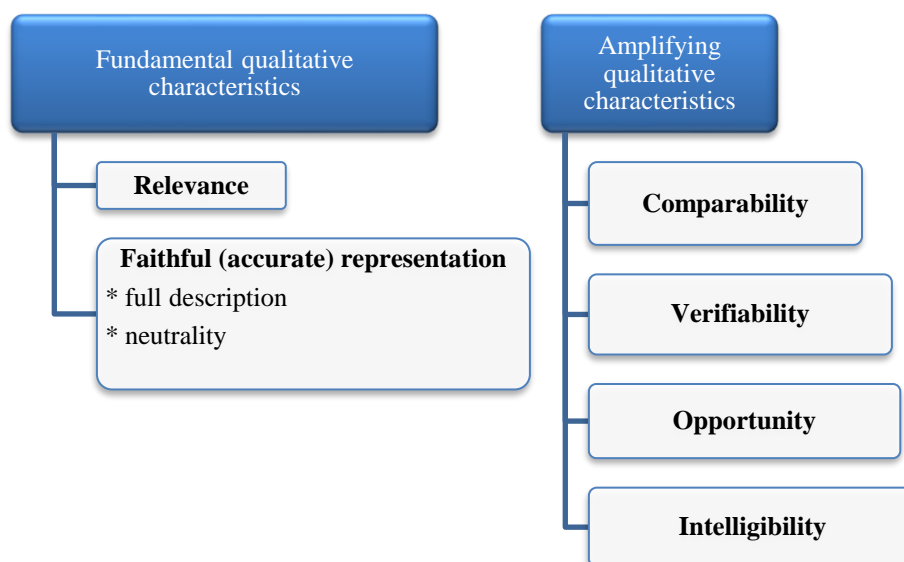 Fundamental qualitative
characteristics
Relevance
Faithful (accurate) representation
* full description
* neutrality
Amplifying
qualitative
characteristics
Comparability
Verifiability
Opportunity
Intelligibility